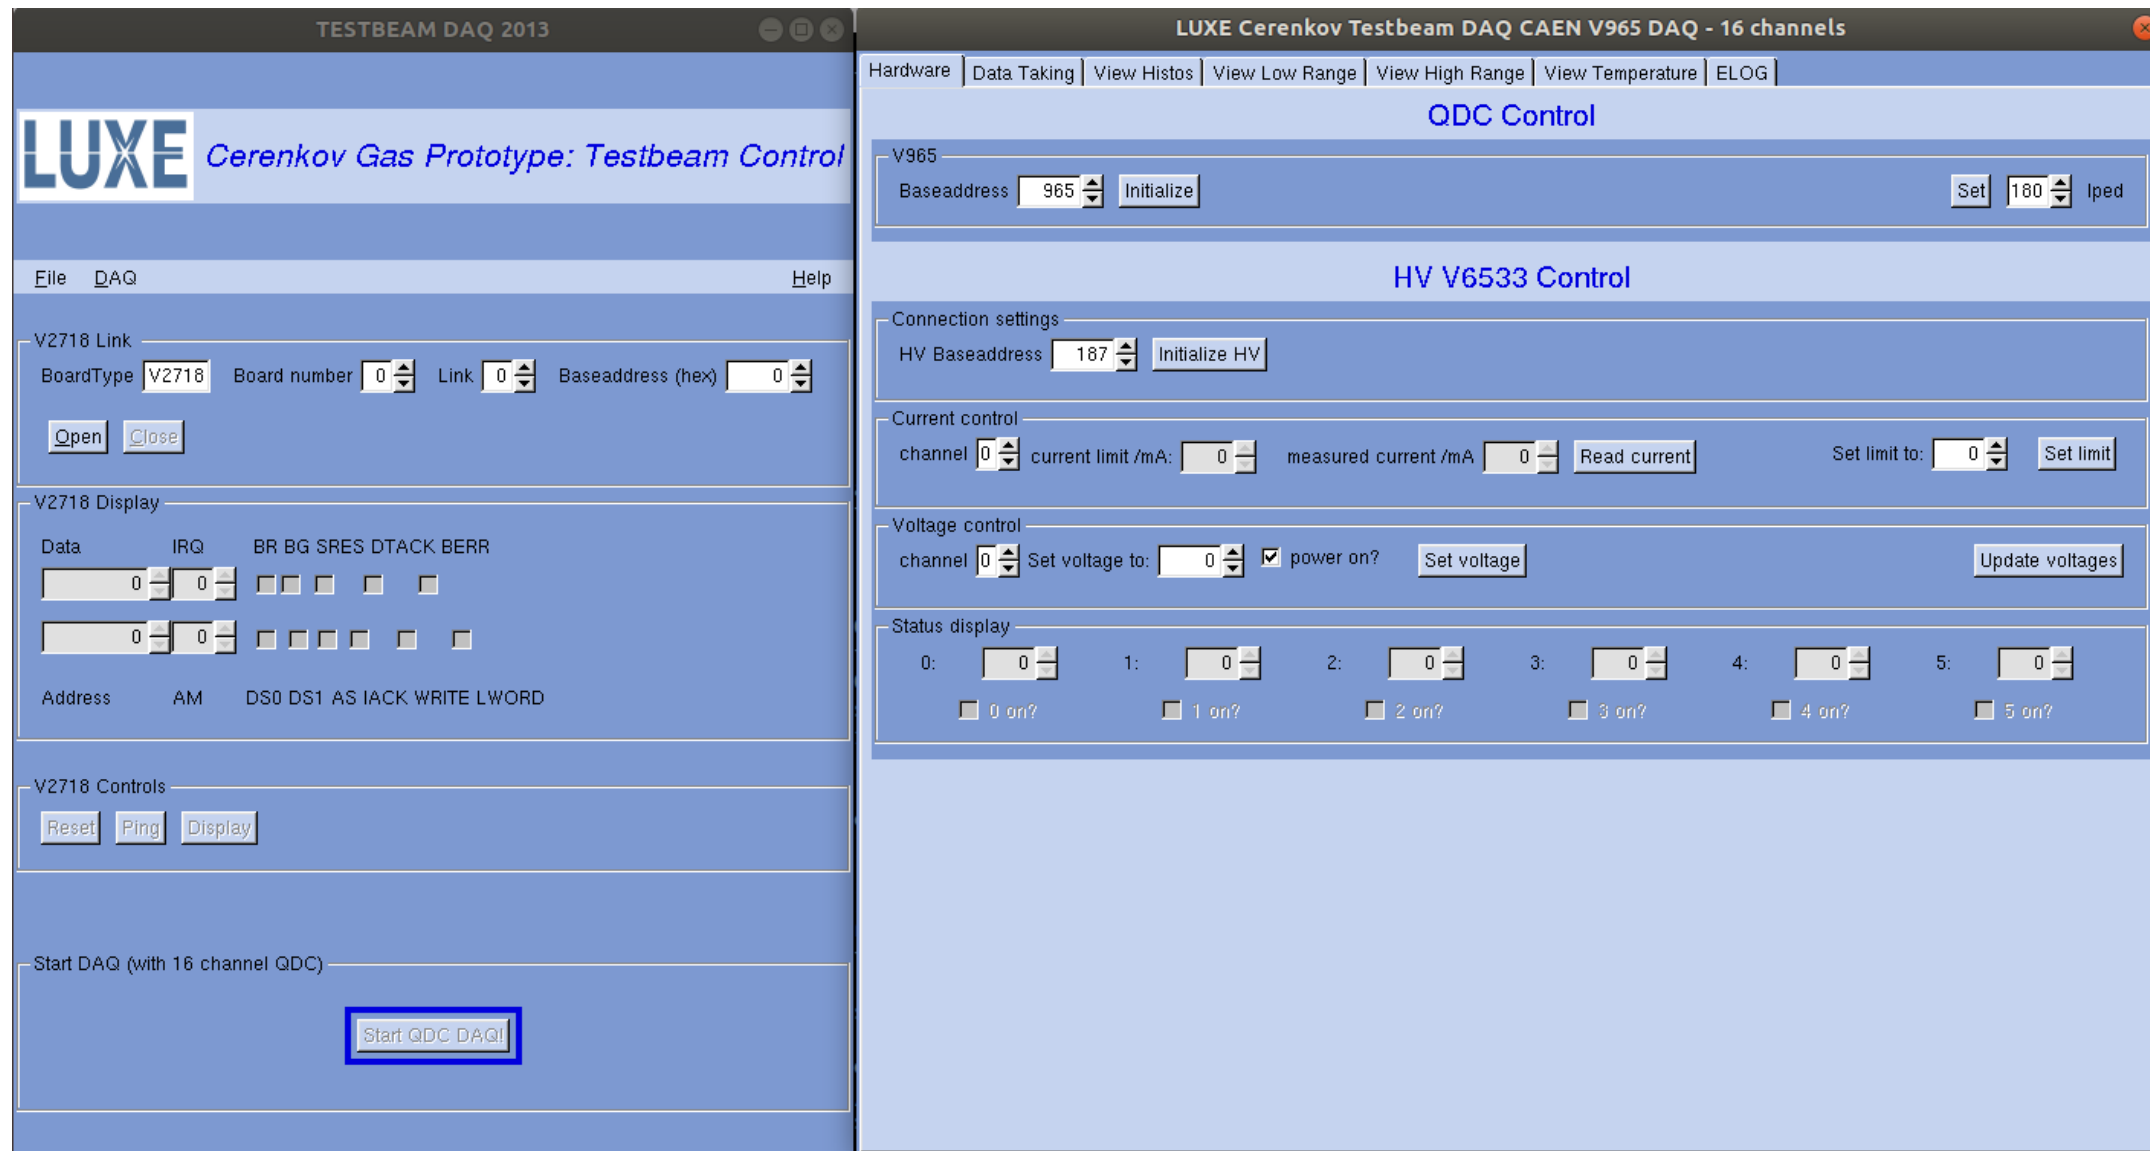 TESTBEAM DAQ 2013
LUXE Cerenkov Gas Prototype: Testbeam Control
File DAQ Help
V2718 Link
BoardType V2718 Board number 0 Link 0 Baseaddress (hex) 0
Open Close
V2718 Display
Data IRQ BR BG SRES DTACK BERR
0 0
0 0
Address AM DS0 DS1 AS IACK WRITE LWORD
V2718 Controls
Reset Ping Display
Start DAQ (with 16 channel QDC)
Start QDC DAQ!
LUXE Cerenkov Testbeam DAQ CAEN V965 DAQ - 16 channels
Hardware Data Taking View Histos View Low Range View High Range View Temperature ELOG
QDC Control
V965
Baseaddress 965 Initialize Set 180 Iped
HV V6533 Control
Connection settings
HV Baseaddress 187 Initialize HV
Current control
channel 0 current limit /mA: 0 measured current /mA 0 Read current Set limit to: 0 Set limit
Voltage control
channel 0 Set voltage to: 0 power on? Set voltage Update voltages
Status display
0: 0 1: 0 2: 0 3: 0 4: 0 5: 0
0 on? 1 on? 2 on? 3 on? 4 on? 5 on?